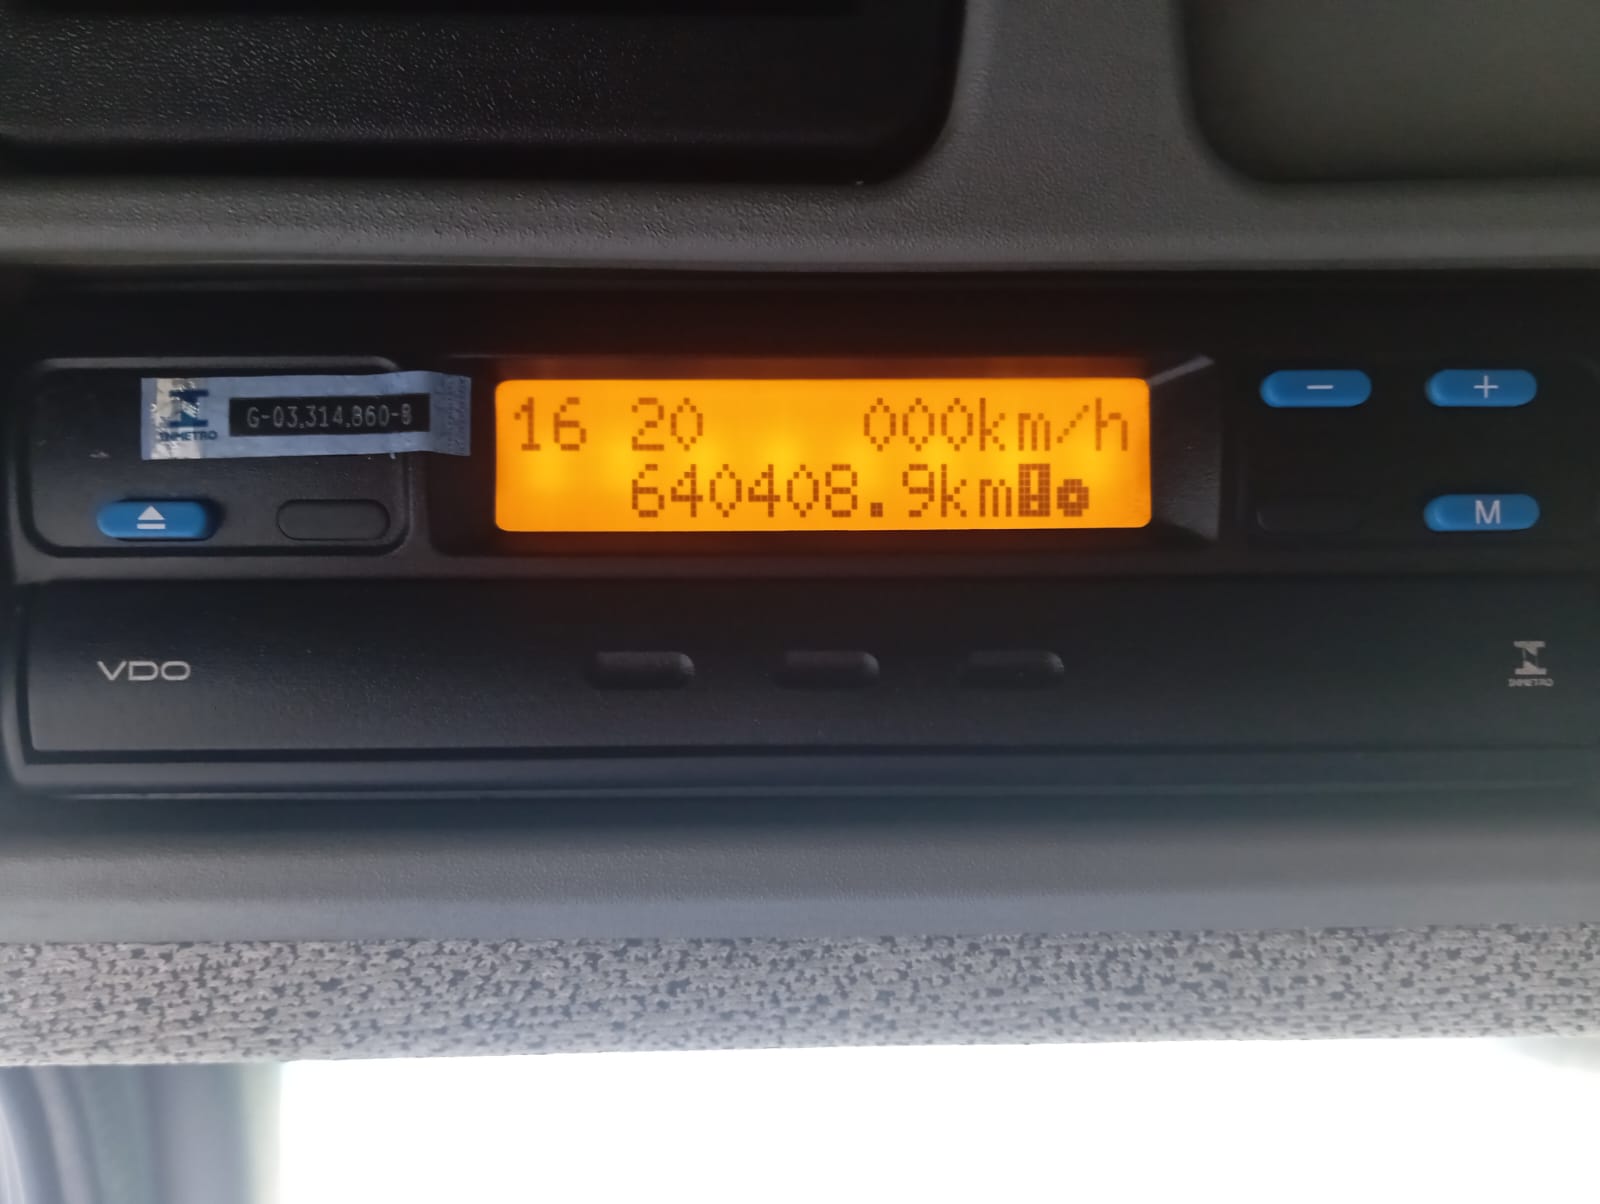 INMETRO
G-03.314.860-8
16 20 000km/h
640408.9km
- +
M
VDO
INMETRO